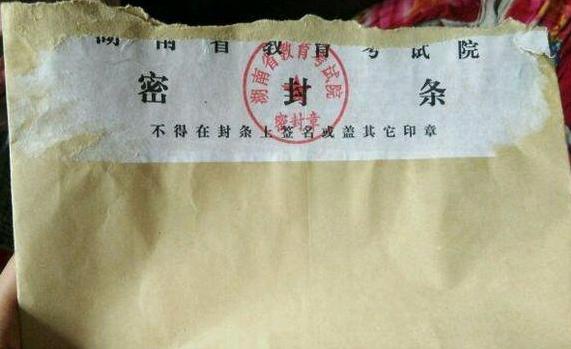 湖南省教育考试院
密封条
不得在封条上签名或盖其它印章
湖南省教育考试院
密封章